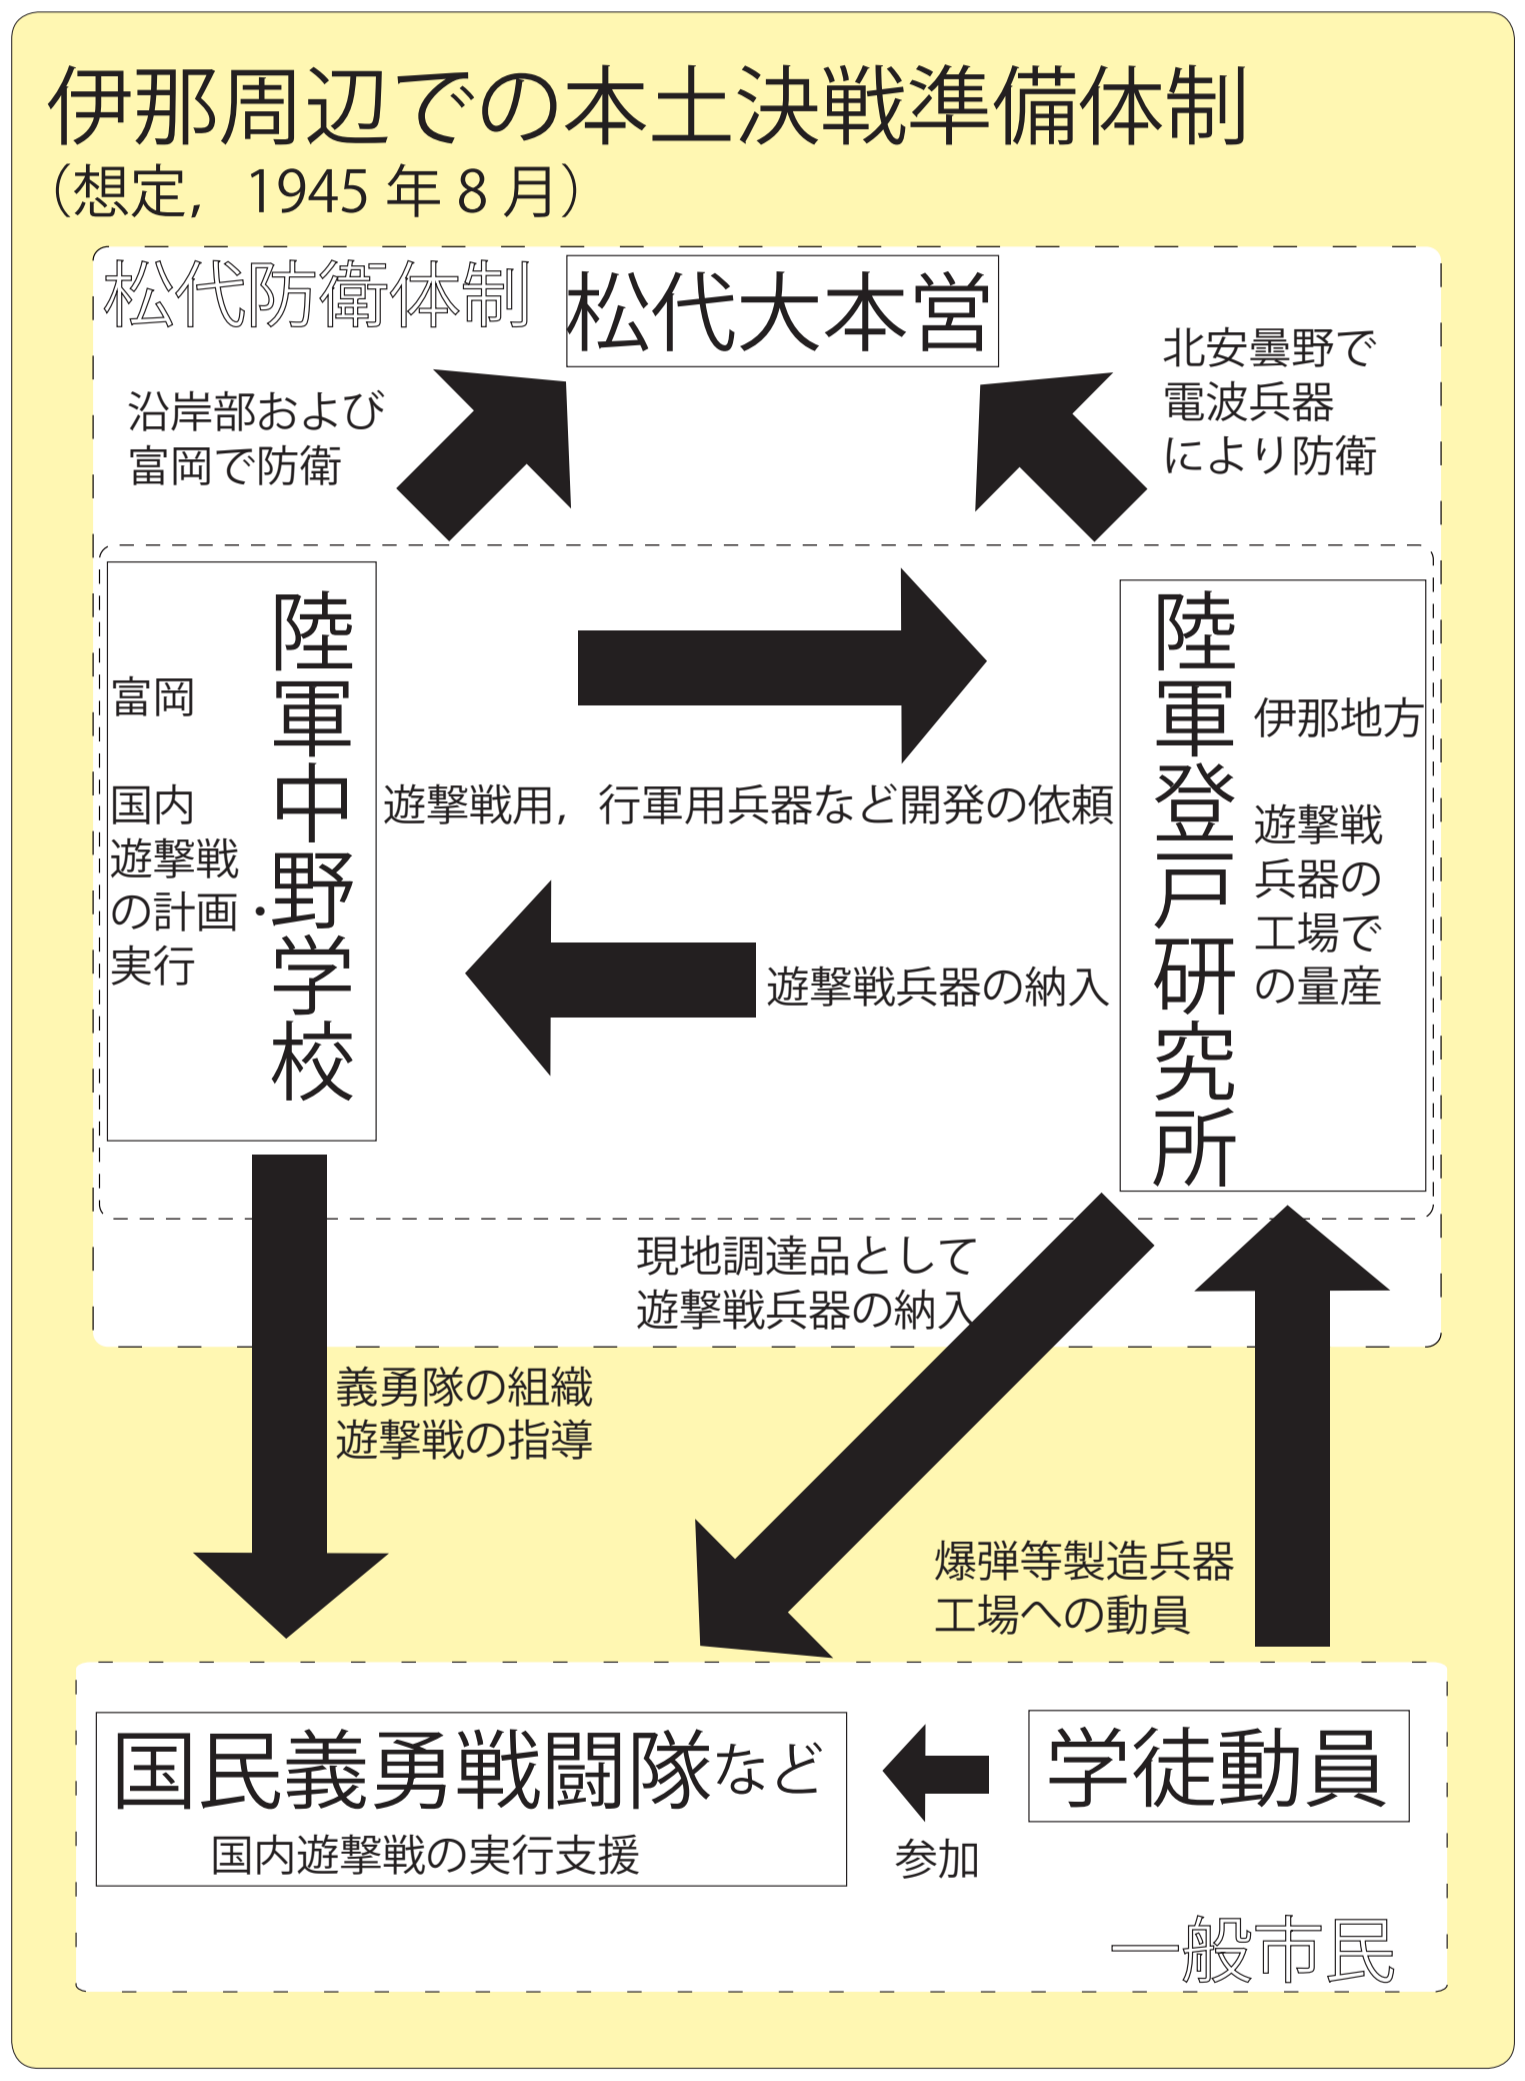 伊那周辺での本土決戦準備体制
（想定，1945 年 8 月）
松代防衛体制
松代大本営
沿岸部および
富岡で防衛
北安曇野で
電波兵器
により防衛
陸軍中野学校
富岡
国内
遊撃戦
の計画・
実行
遊撃戦用，行軍用兵器など開発の依頼
遊撃戦兵器の納入
陸軍登戸研究所
伊那地方
遊撃戦
兵器の
工場で
の量産
現地調達品として
遊撃戦兵器の納入
義勇隊の組織
遊撃戦の指導
爆弾等製造兵器
工場への動員
国民義勇戦闘隊など
国内遊撃戦の実行支援
参加
学徒動員
一般市民